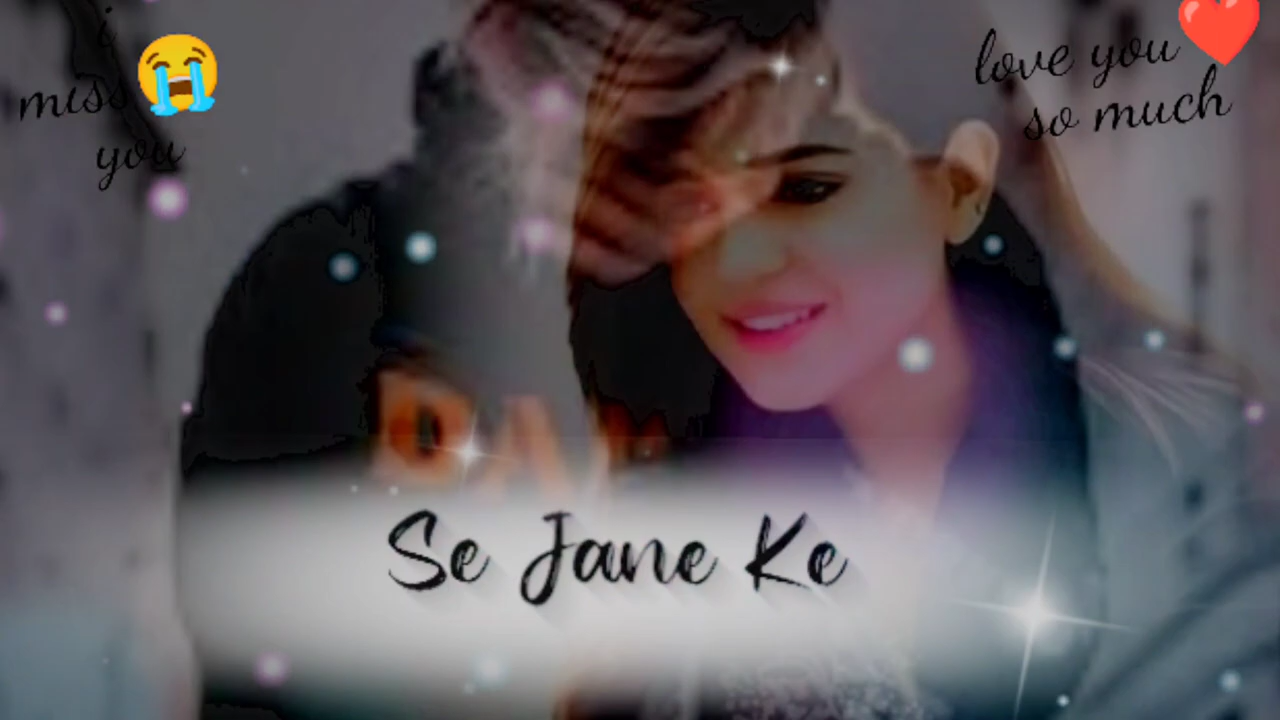 i
miss 😭
you
love you ❤️
so much
Se Jane Ke